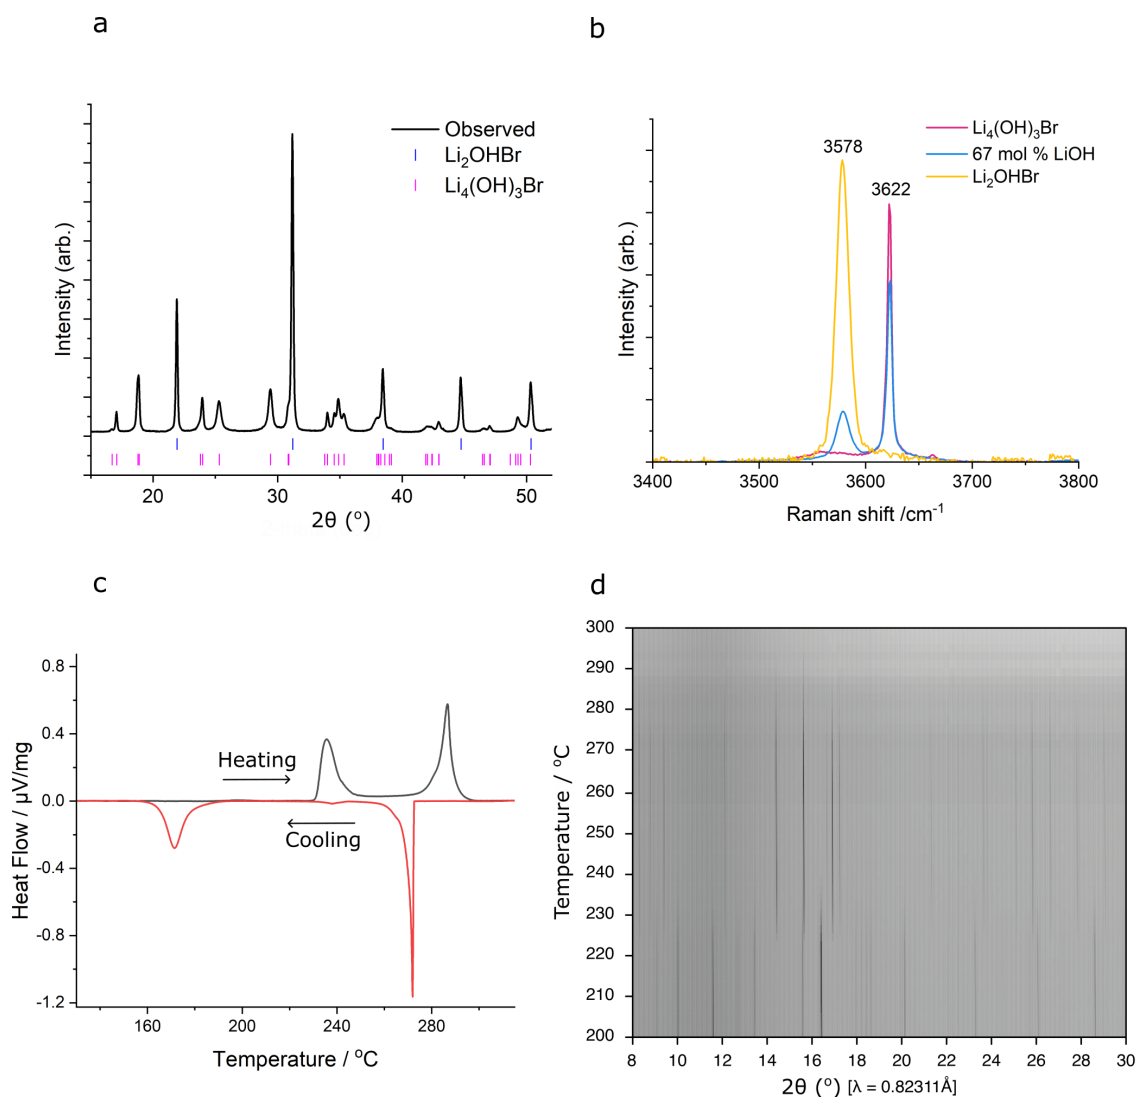 a
Intensity (arb.)
Observed
Li₂OHBr
Li₄(OH)₃Br
20
30
40
50
2θ (°)
b
Intensity (arb.)
3578
3622
Li₄(OH)₃Br
67 mol % LiOH
Li₂OHBr
3400
3500
3600
3700
3800
Raman shift /cm⁻¹
c
Heat Flow / µV/mg
0.8
0.4
0.0
-0.4
-0.8
-1.2
Heating
Cooling
160
200
240
280
Temperature / °C
d
Temperature / °C
300
290
280
270
260
250
240
230
220
210
200
8
10
12
14
16
18
20
22
24
26
28
30
2θ (°) [λ = 0.82311Å]